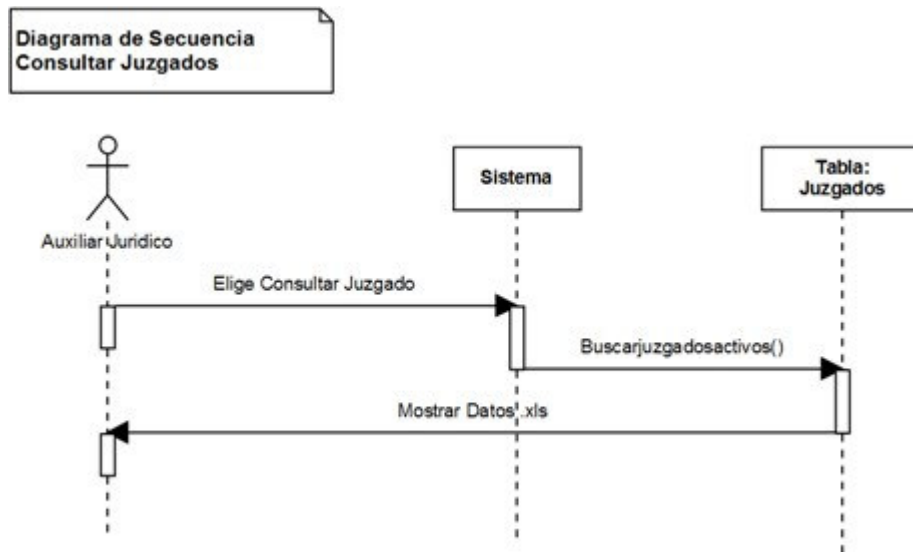 Diagrama de Secuencia
Consultar Juzgados
Sistema
Tabla:
Juzgados
Auxiliar Juridico
Elige Consultar Juzgado
Buscarjuzgadosactivos()
Mostrar Datos .xls